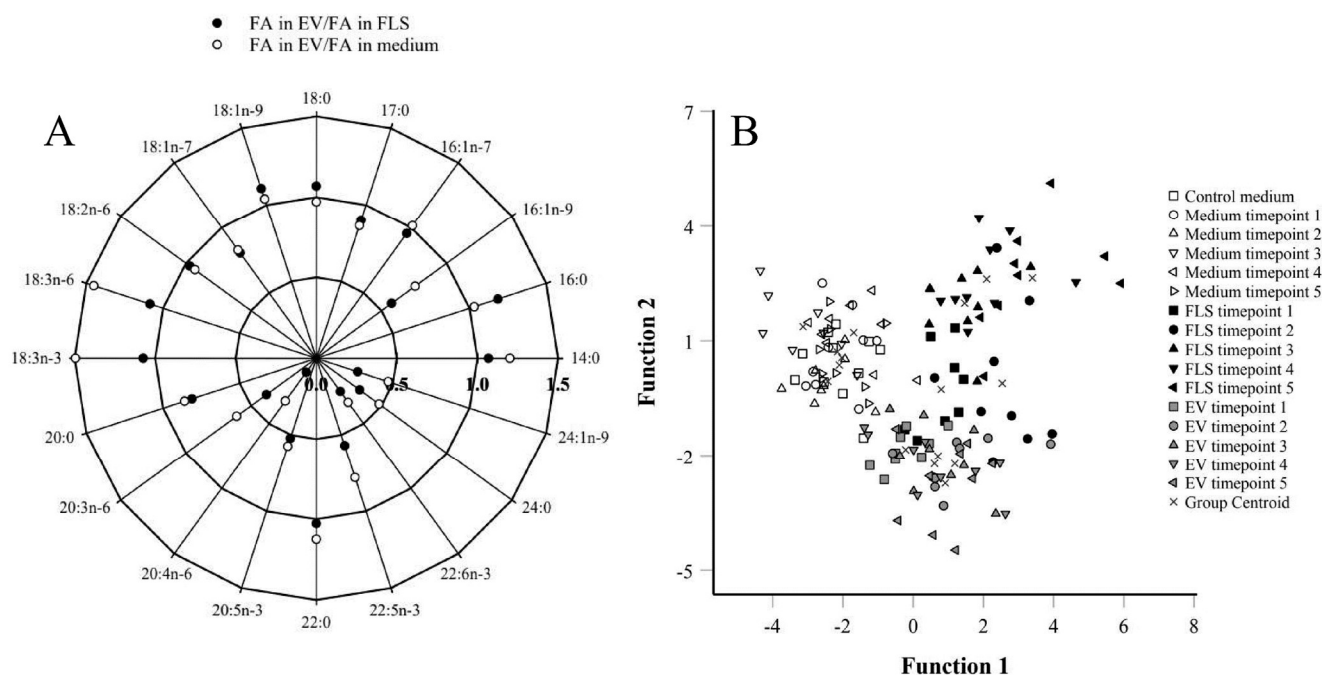 FA in EV/FA in FLS
FA in EV/FA in medium
A
18:0
17:0
16:1n-7
16:1n-9
16:0
14:0
24:1n-9
24:0
22:6n-3
22:5n-3
22:0
20:5n-3
20:4n-6
20:3n-6
20:0
18:3n-3
18:3n-6
18:2n-6
18:1n-7
18:1n-9
0.0
0.5
1.0
1.5
B
Function 2
7
4
1
-2
-5
-4
-2
0
2
4
6
8
Function 1
Control medium
Medium timepoint 1
Medium timepoint 2
Medium timepoint 3
Medium timepoint 4
Medium timepoint 5
FLS timepoint 1
FLS timepoint 2
FLS timepoint 3
FLS timepoint 4
FLS timepoint 5
EV timepoint 1
EV timepoint 2
EV timepoint 3
EV timepoint 4
EV timepoint 5
Group Centroid